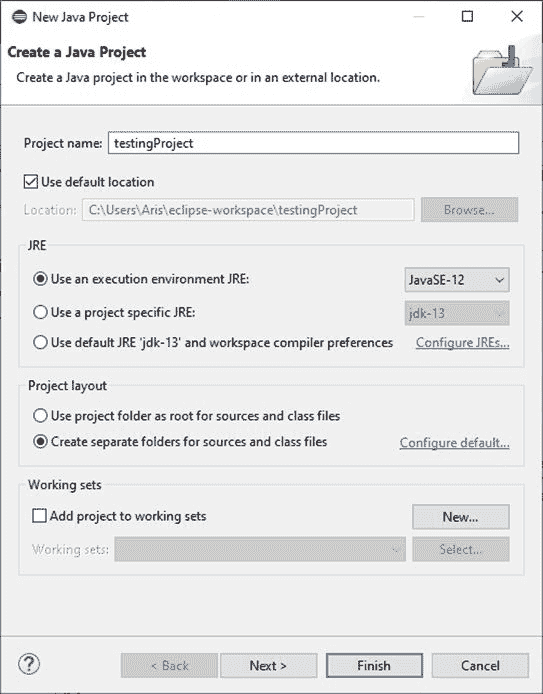 New Java Project
Create a Java Project
Create a Java project in the workspace or in an external location.
Project name: testingProject
Use default location
Location: C:\Users\Aris\eclipse-workspace\testingProject Browse...
JRE
Use an execution environment JRE: JavaSE-12
Use a project specific JRE: jdk-13
Use default JRE 'jdk-13' and workspace compiler preferences Configure JREs...
Project layout
Use project folder as root for sources and class files
Create separate folders for sources and class files Configure default...
Working sets
Add project to working sets New...
Working sets: Select...
? < Back Next > Finish Cancel